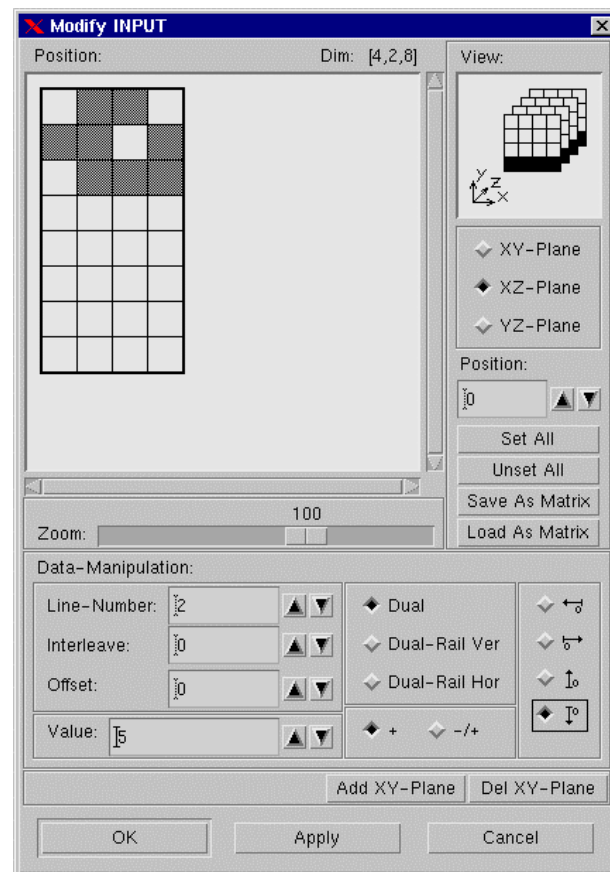 Modify INPUT
Position:
Dim: [4,2,8]
View:
Y
Z
X
XY-Plane
XZ-Plane
YZ-Plane
Position:
0
Set All
Unset All
Save As Matrix
Load As Matrix
100
Zoom:
Data-Manipulation:
Line-Number: 2
Interleave: 0
Offset: 0
Value: 5
Dual
Dual-Rail Ver
Dual-Rail Hor
+ -/+
Add XY-Plane Del XY-Plane
OK Apply Cancel